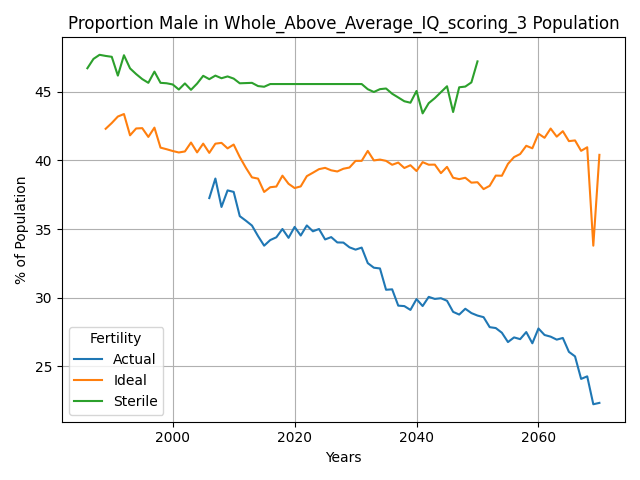 Proportion Male in Whole_Above_Average_IQ_scoring_3 Population
% of Population
45
40
35
30
25
Fertility
Actual
Ideal
Sterile
2000 2020 2040 2060
Years